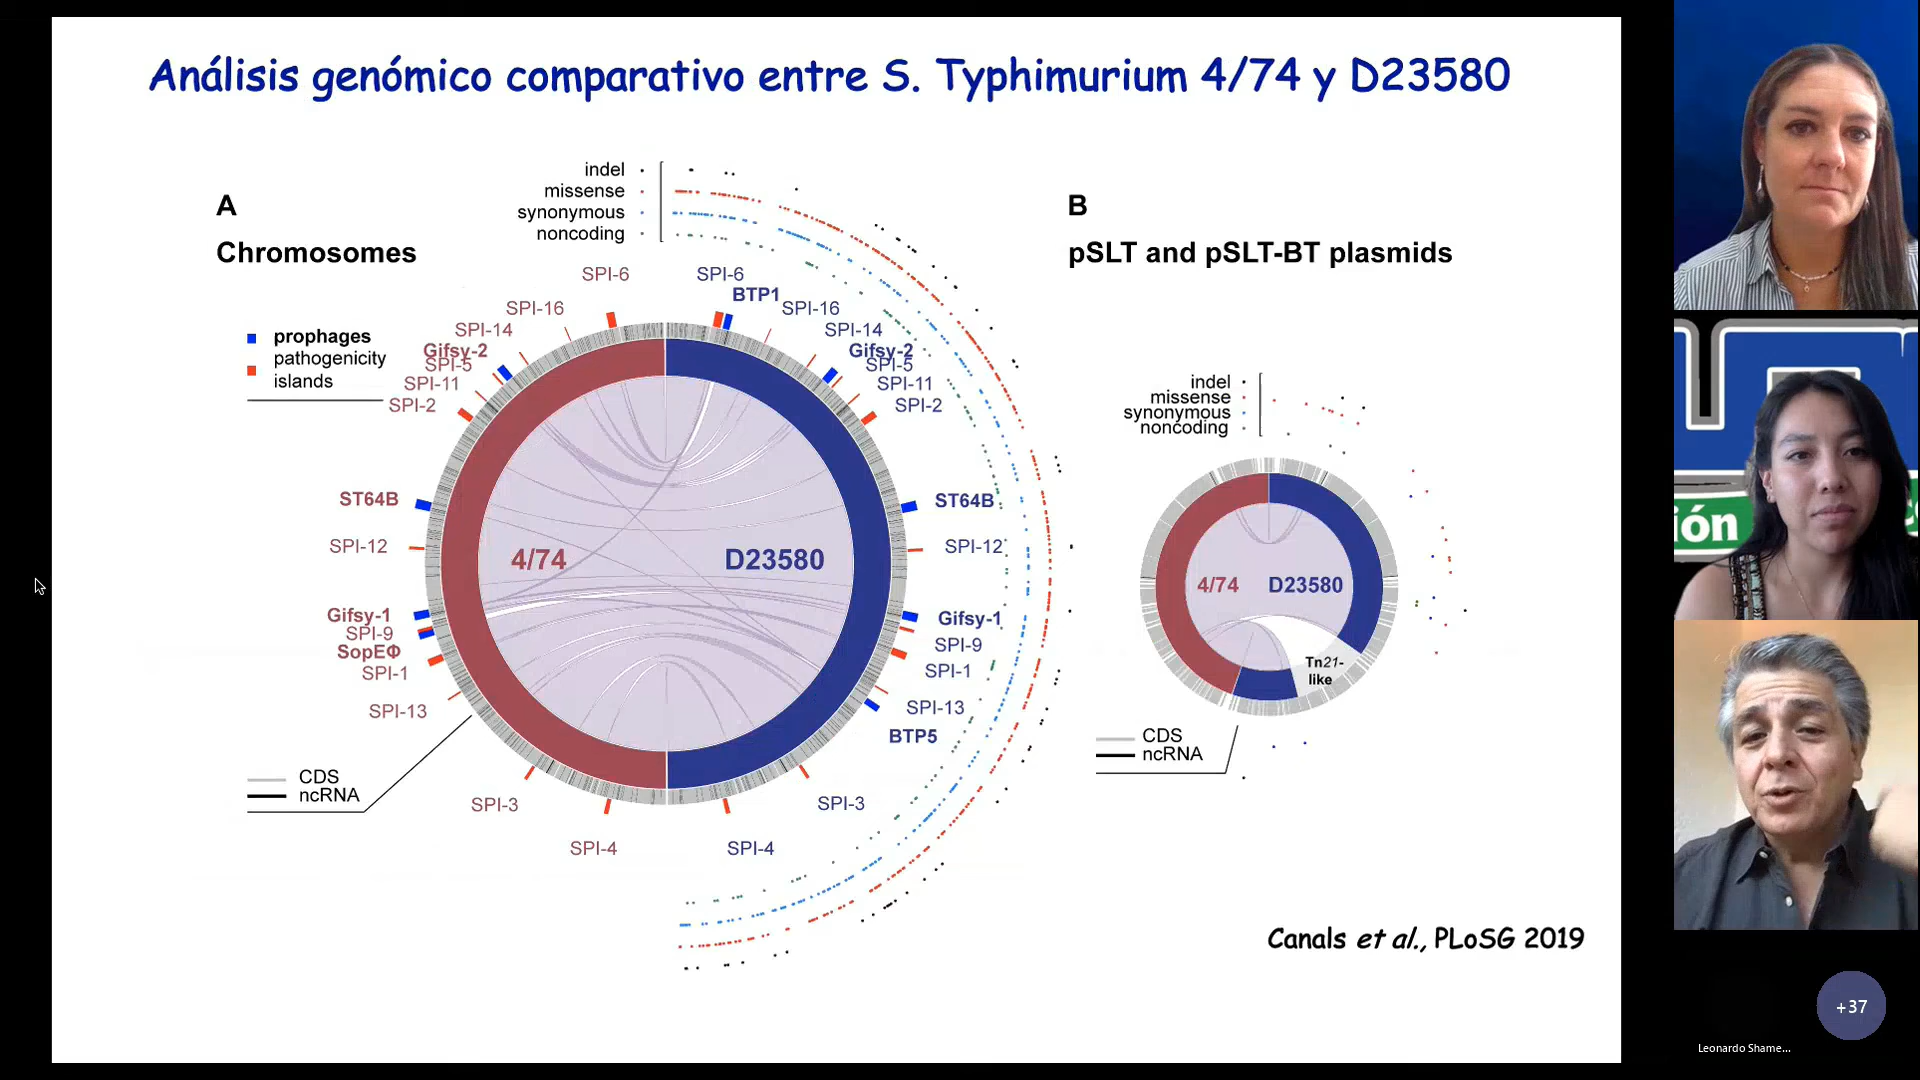 Análisis genómico comparativo entre S. Typhimurium 4/74 y D23580
A
Chromosomes
indel
missense
synonymous
noncoding
prophages
pathogenicity
islands
SPI-6
SPI-16
SPI-14
Gifsy-2
SPI-5
SPI-11
SPI-2
ST64B
SPI-12
Gifsy-1
SPI-9
SopEΦ
SPI-1
SPI-13
SPI-3
SPI-4
4/74
D23580
SPI-6
BTP1
SPI-16
SPI-14
Gifsy-2
SPI-5
SPI-11
SPI-2
ST64B
SPI-12
Gifsy-1
SPI-9
SPI-1
SPI-13
BTP5
SPI-3
SPI-4
CDS
ncRNA
B
pSLT and pSLT-BT plasmids
indel
missense
synonymous
noncoding
4/74
D23580
Tn21-
like
CDS
ncRNA
Canals et al., PLoSG 2019
ión
+37
Leonardo Shame...